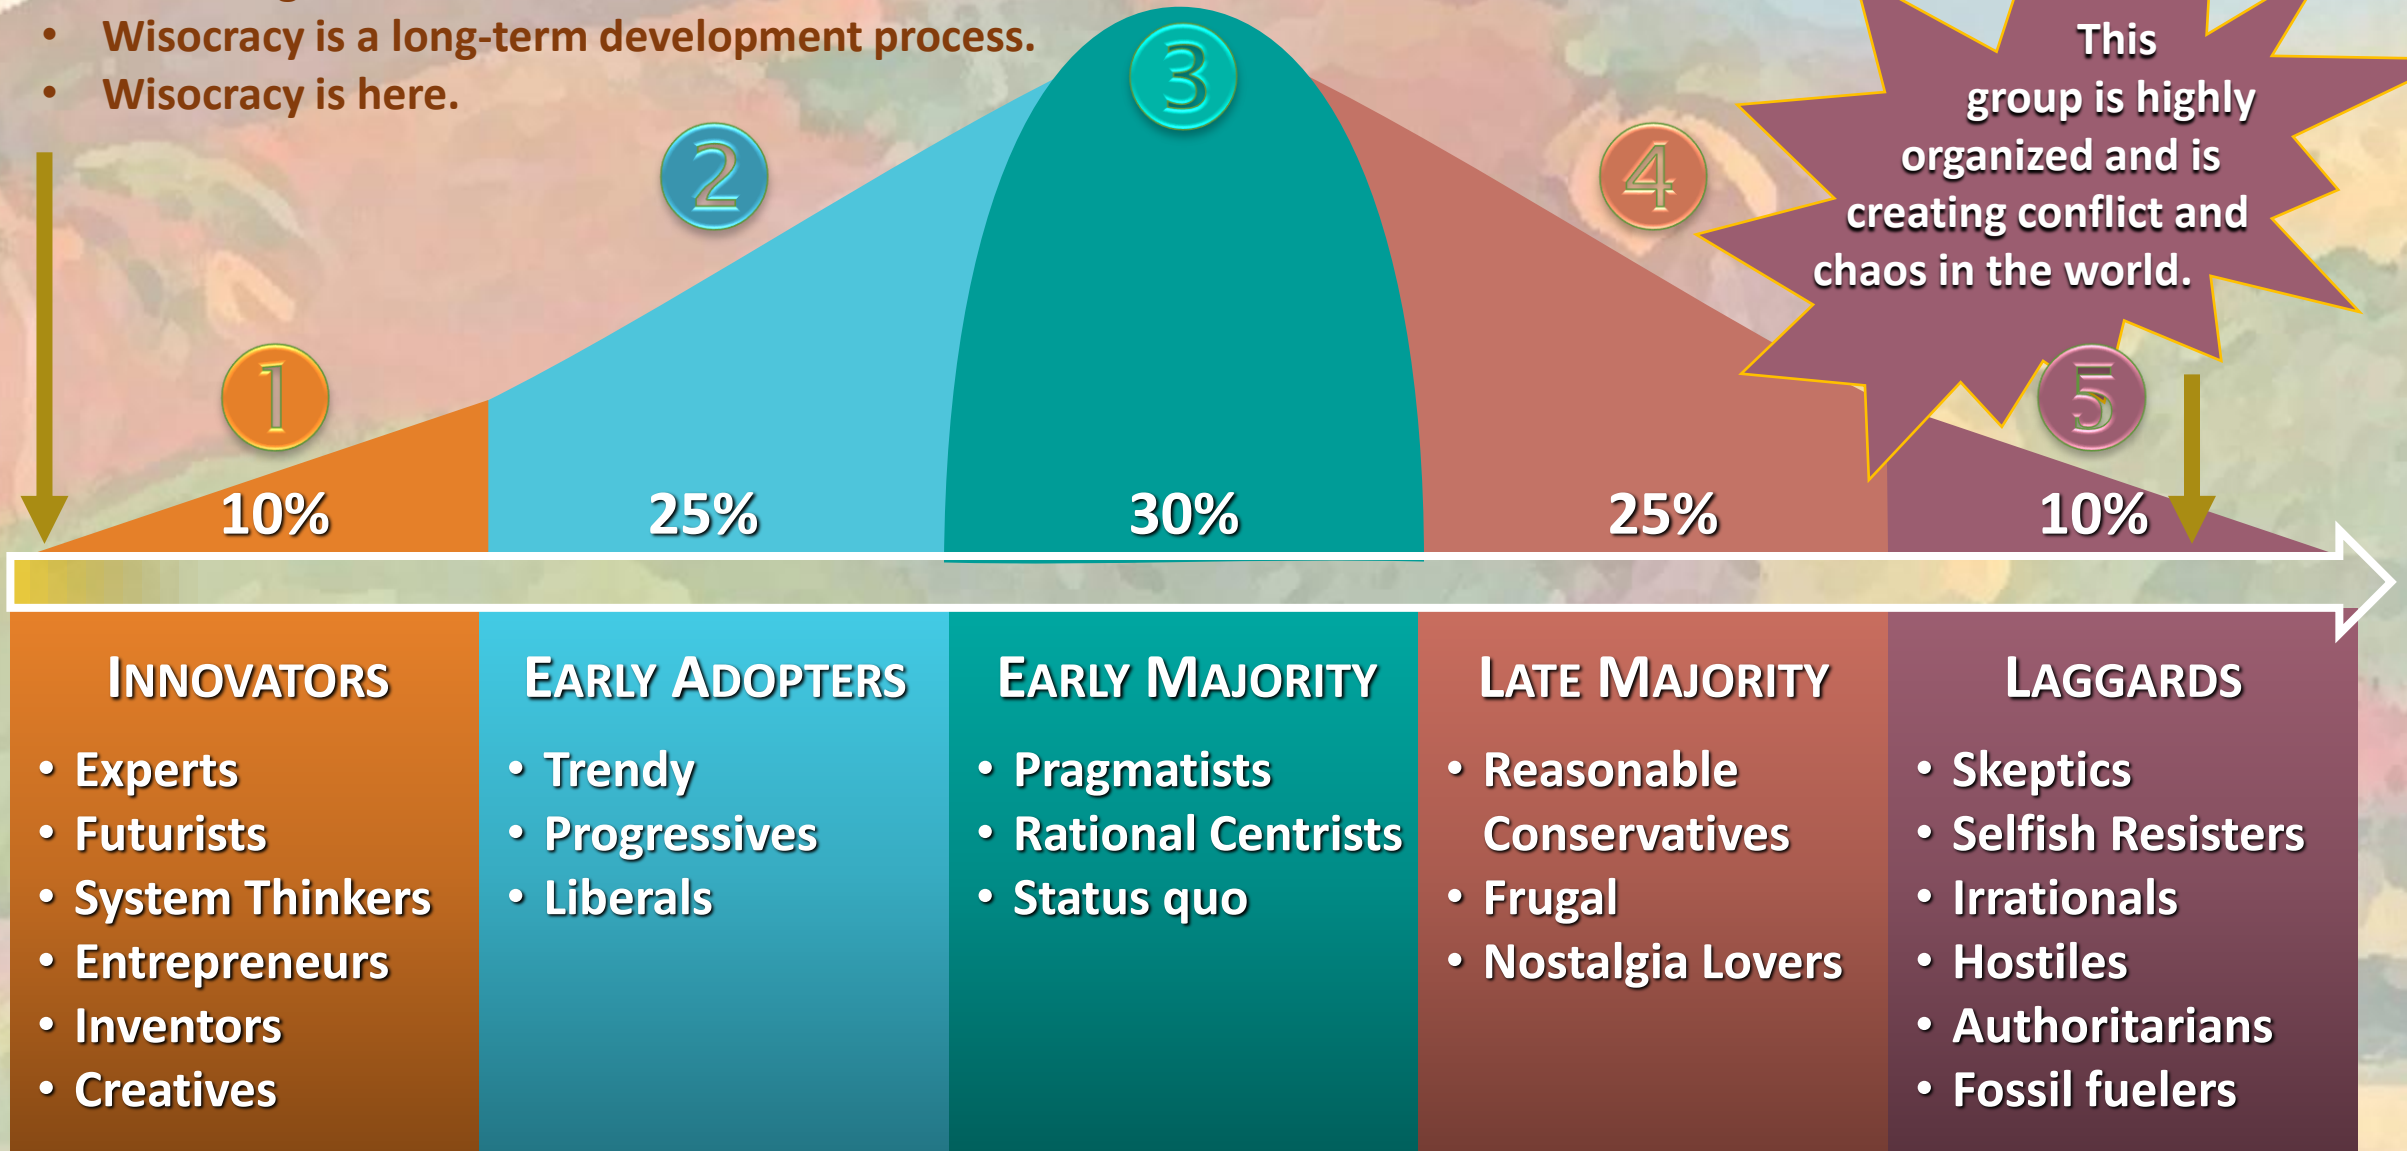 • Wisocracy is a long-term development process.
• Wisocracy is here.
This
group is highly
organized and is
creating conflict and
chaos in the world.
1
2
3
4
5
10%
25%
30%
25%
10%
INNOVATORS
• Experts
• Futurists
• System Thinkers
• Entrepreneurs
• Inventors
• Creatives
EARLY ADOPTERS
• Trendy
• Progressives
• Liberals
EARLY MAJORITY
• Pragmatists
• Rational Centrists
• Status quo
LATE MAJORITY
• Reasonable
Conservatives
• Frugal
• Nostalgia Lovers
LAGGARDS
• Skeptics
• Selfish Resisters
• Irrationals
• Hostiles
• Authoritarians
• Fossil fuelers